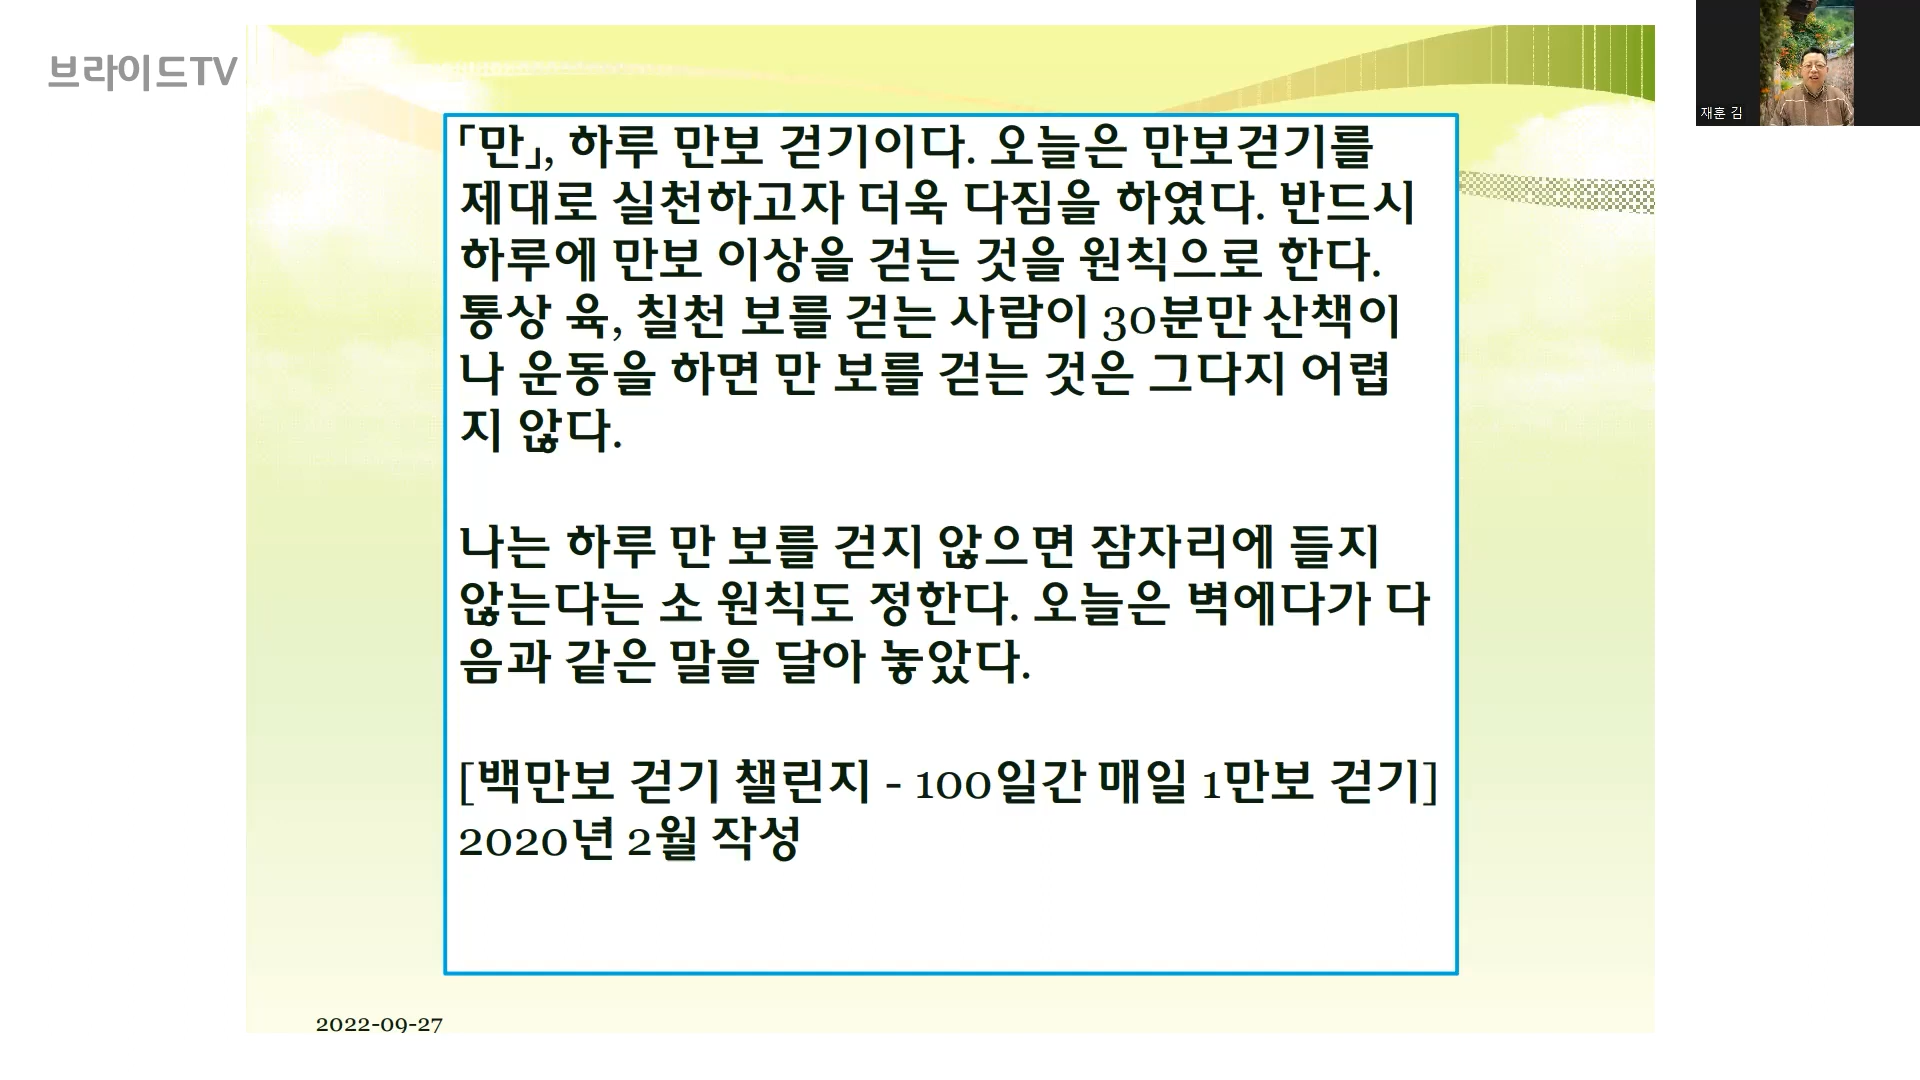 브라이드TV
재훈 김
「만」, 하루 만보 걷기이다. 오늘은 만보걷기를
제대로 실천하고자 더욱 다짐을 하였다. 반드시
하루에 만보 이상을 걷는 것을 원칙으로 한다.
통상 육, 칠천 보를 걷는 사람이 30분만 산책이
나 운동을 하면 만 보를 걷는 것은 그다지 어렵
지 않다.
나는 하루 만 보를 걷지 않으면 잠자리에 들지
않는다는 소 원칙도 정한다. 오늘은 벽에다가 다
음과 같은 말을 달아 놓았다.
[백만보 걷기 챌린지 - 100일간 매일 1만보 걷기]
2020년 2월 작성
2022-09-27